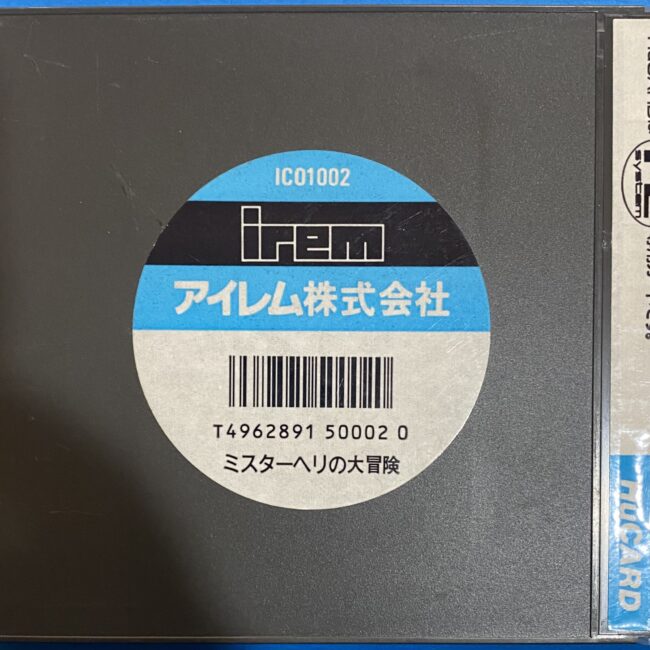 IC01002
irem
アイレム株式会社
T4962891 50002 0
ミスターヘリの大冒険
system
HuCARD